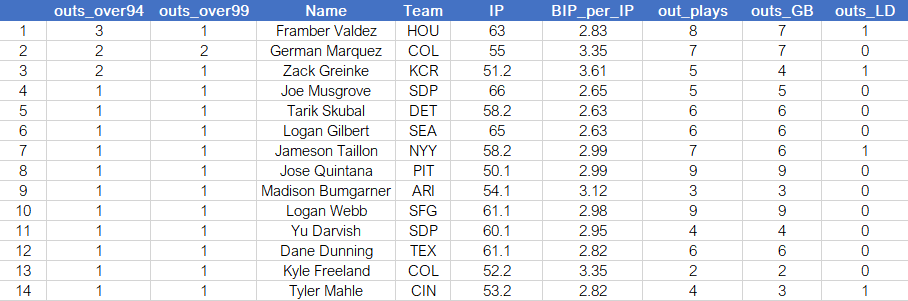 outs_over94 outs_over99 Name Team IP BIP_per_IP out_plays outs_GB outs_LD
1 3 1 Framber Valdez HOU 63 2.83 8 7 1
2 2 2 German Marquez COL 55 3.35 7 7 0
3 2 1 Zack Greinke KCR 51.2 3.61 5 4 1
4 1 1 Joe Musgrove SDP 66 2.65 5 5 0
5 1 1 Tarik Skubal DET 58.2 2.63 6 6 0
6 1 1 Logan Gilbert SEA 65 2.63 6 6 0
7 1 1 Jameson Taillon NYY 58.2 2.99 7 6 1
8 1 1 Jose Quintana PIT 50.1 2.99 9 9 0
9 1 1 Madison Bumgarner ARI 54.1 3.12 3 3 0
10 1 1 Logan Webb SFG 61.1 2.98 9 9 0
11 1 1 Yu Darvish SDP 60.1 2.95 4 4 0
12 1 1 Dane Dunning TEX 61.1 2.82 6 6 0
13 1 1 Kyle Freeland COL 52.2 3.35 2 2 0
14 1 1 Tyler Mahle CIN 53.2 2.82 4 3 1